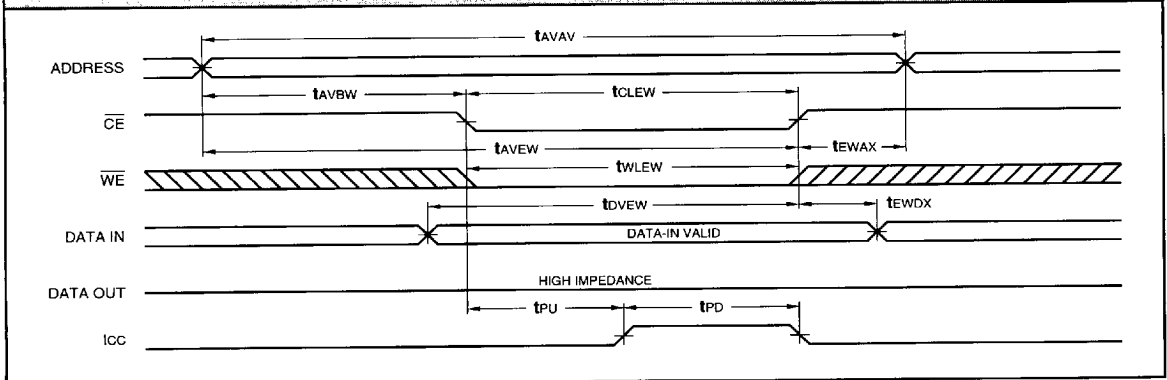 tAVAV
ADDRESS
tAVBW
tCLEW
CE
tAVEW
tEWAX
WE
tWLEW
tDVEW
tEWDX
DATA IN
DATA-IN VALID
HIGH IMPEDANCE
DATA OUT
tPU
tPD
ICC